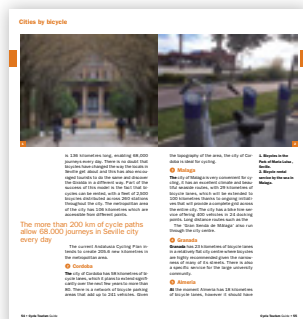 Cities by bicycle
is 136 kilometres long, enabling 68,000
journeys every day. There is no doubt that
bicycles have changed the way the locals in
Seville get about and this has also encour-
aged tourists to do the same and discover
the Giralda in a different way. Part of the
success of this model is the fact that bi-
cycles can be rented, with a fleet of 2,500
bicycles distributed across 260 stations
throughout the city. The metropolitan area
of the city has 106 kilometres which are
accessible from different points.
The more than 200 km of cycle paths
allow 68,000 journeys in Seville city
every day
The current Andalusia Cycling Plan in-
tends to create 205.6 new kilometres in
the metropolitan area.
Cordoba
The city of Cordoba has 59 kilometres of bi-
cycle lanes, which it plans to extend signif-
icantly over the next few years to more than
80. There is a network of bicycle parking
areas that add up to 241 vehicles. Given
the topography of the area, the city of Cor-
doba is ideal for cycling.
Malaga
The city of Malaga is very convenient for cy-
cling, it has an excellent climate and beau-
tiful seaside routes, with 29 kilometres of
bicycle lanes, which will be extended to
100 kilometres thanks to ongoing initiati-
ves that will provide a complete grid across
the entire city. The city has a bike hire ser-
vice offering 400 vehicles in 24 docking
points. Long distance routes such as the
The 'Gran Senda de Málaga' also run
through the city centre.
Granada
Granada has 23 kilometres of bicycle lanes
in a relatively flat city centre where bicycles
are highly recommended given the narrow-
ness of many of its streets. There is also
a specific service for the large university
community.
Almeria
At the moment Almeria has 16 kilometres
of bicycle lanes, however it should have
1. Bicycles in the
Park of María Luisa,
Seville.
2. Bicycle rental
service by the sea in
Malaga.
Cycle Tourism Guide
Cycle Tourism Guide